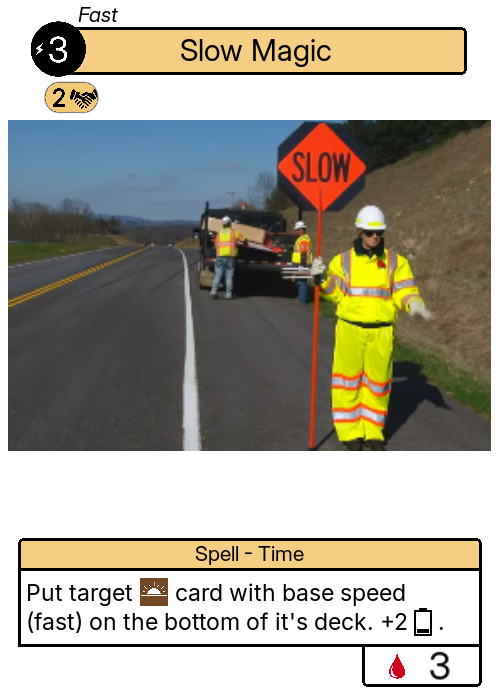 Fast
3
Slow Magic
2
SLOW
Spell - Time
Put target card with base speed
(fast) on the bottom of it's deck. +2 .
3